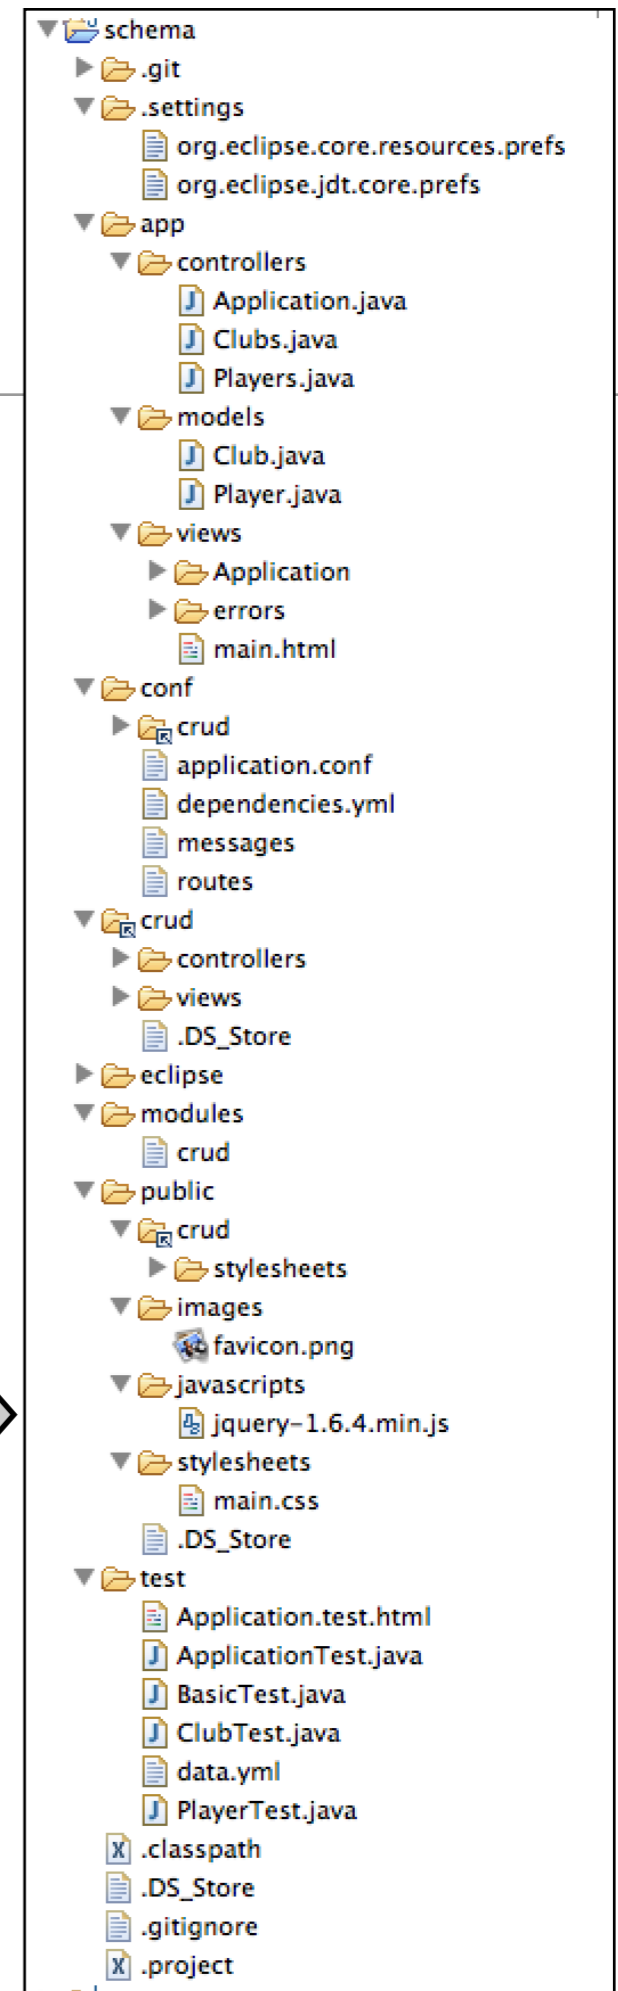 schema
.git
.settings
org.eclipse.core.resources.prefs
org.eclipse.jdt.core.prefs
app
controllers
Application.java
Clubs.java
Players.java
models
Club.java
Player.java
views
Application
errors
main.html
conf
crud
application.conf
dependencies.yml
messages
routes
crud
controllers
views
.DS_Store
eclipse
modules
crud
public
crud
stylesheets
images
favicon.png
javascripts
jquery-1.6.4.min.js
stylesheets
main.css
.DS_Store
test
Application.test.html
ApplicationTest.java
BasicTest.java
ClubTest.java
data.yml
PlayerTest.java
.classpath
.DS_Store
.gitignore
.project